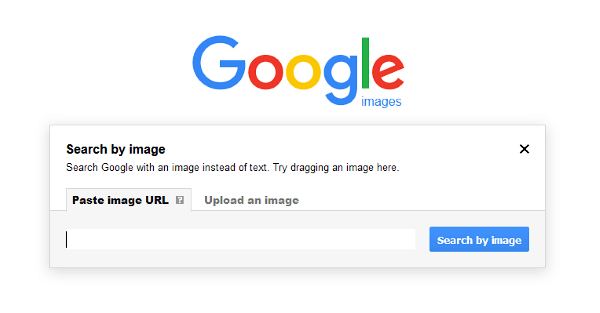 Google
images
Search by image
Search Google with an image instead of text. Try dragging an image here.
Paste image URL ? Upload an image
Search by image